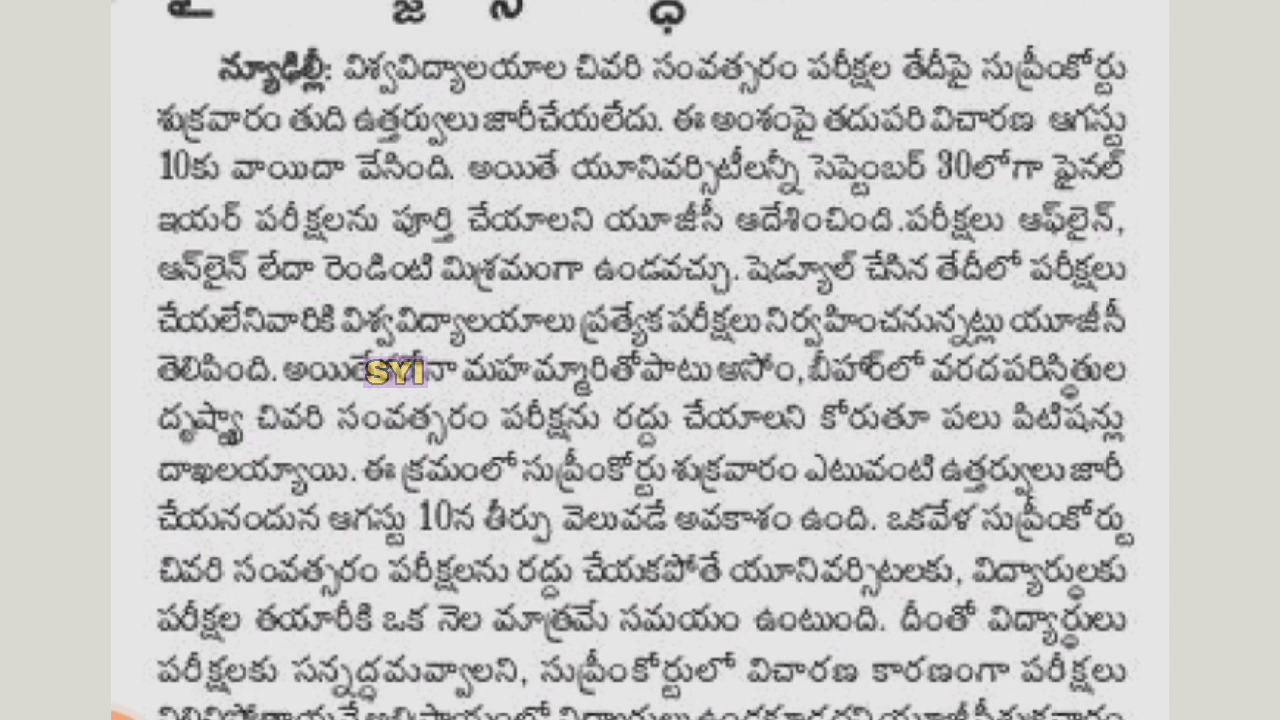 న్యూఢిల్లీ: విశ్వవిద్యాలయాల చివరి సంవత్సరం పరీక్షల తేదీపై సుప్రీంకోర్టు
శుక్రవారం తుది ఉత్తర్వులు జారీచేయలేదు. ఈ అంశంపై తదుపరి విచారణ ఆగస్టు
10కు వాయిదా వేసింది. అయితే యూనివర్సిటీలన్నీ సెప్టెంబర్ 30లోగా ఫైనల్
ఇయర్ పరీక్షలను పూర్తి చేయాలని యూజీసీ ఆదేశించింది.పరీక్షలు ఆఫ్‌లైన్,
ఆన్‌లైన్ లేదా రెండింటి మిశ్రమంగా ఉండవచ్చు. షెడ్యూల్ చేసిన తేదీలో పరీక్షలు
చేయలేనివారికి విశ్వవిద్యాలయాలు ప్రత్యేక పరీక్షలు నిర్వహించనున్నట్లు యూజీసీ
తెలిపింది. SYI మహమ్మారితోపాటు ఆసోం, బీహార్‌లో వరద పరిస్థితుల
దృష్ట్యా చివరి సంవత్సరం పరీక్షను రద్దు చేయాలని కోరుతూ పలు పిటిషన్లు
దాఖలయ్యాయి. ఈ క్రమంలో సుప్రీంకోర్టు శుక్రవారం ఎటువంటి ఉత్తర్వులు జారీ
చేయనందున ఆగస్టు 10న తీర్పు వెలువడే అవకాశం ఉంది. ఒకవేళ సుప్రీంకోర్టు
చివరి సంవత్సరం పరీక్షలను రద్దు చేయకపోతే యూనివర్సిటలకు, విద్యార్థులకు
పరీక్షల తయారీకి ఒక నెల మాత్రమే సమయం ఉంటుంది. దీంతో విద్యార్థులు
పరీక్షలకు సన్నద్ధమవ్వాలని, సుప్రీంకోర్టులో విచారణ కారణంగా పరీక్షలు